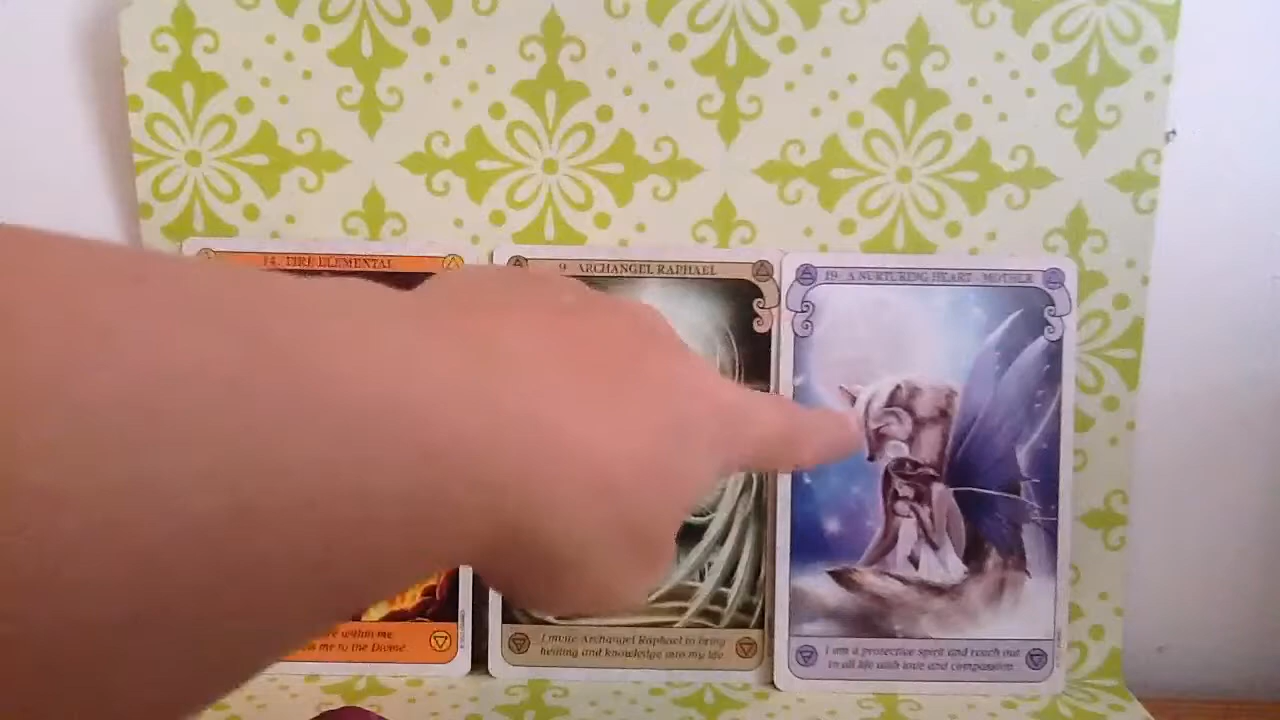 14. FIRE ELEMENTAL
9. ARCHANGEL RAPHAEL
19. A NURTURING HEART - MOTHER
within me
me to the Divine.
I invite Archangel Raphael to bring
healing and knowledge into my life
I am a protective spirit and reach out
to all life with love and compassion.